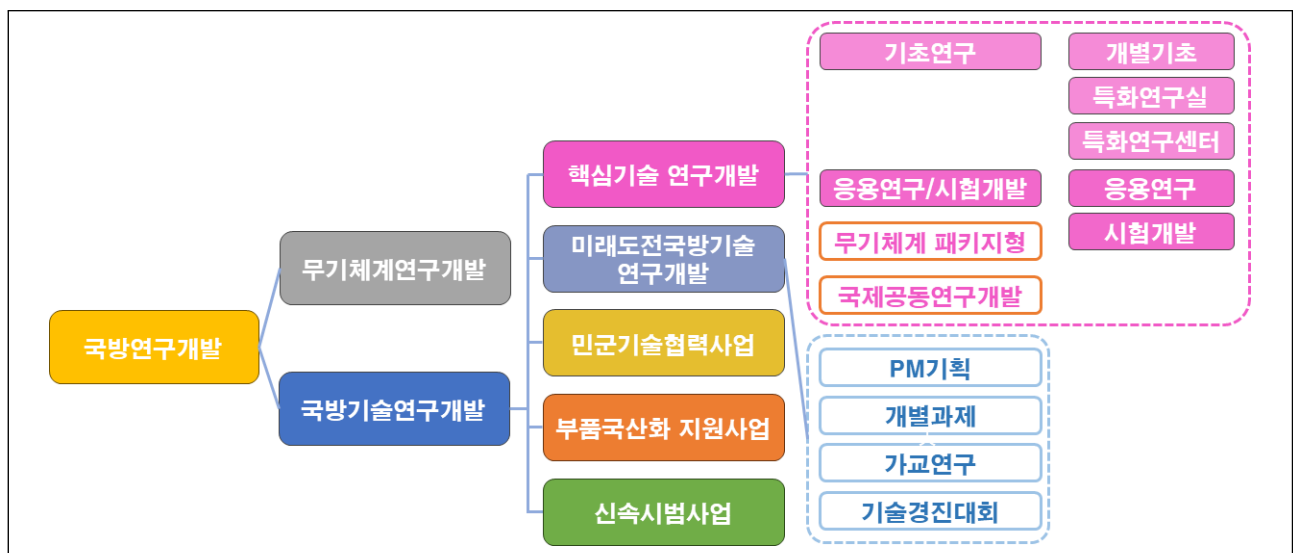 국방연구개발
무기체계연구개발
국방기술연구개발
핵심기술 연구개발
미래도전국방기술
연구개발
민군기술협력사업
부품국산화 지원사업
신속시범사업
기초연구
개별기초
특화연구실
특화연구센터
응용연구/시험개발
응용연구
시험개발
무기체계 패키지형
국제공동연구개발
PM기획
개별과제
가교연구
기술경진대회